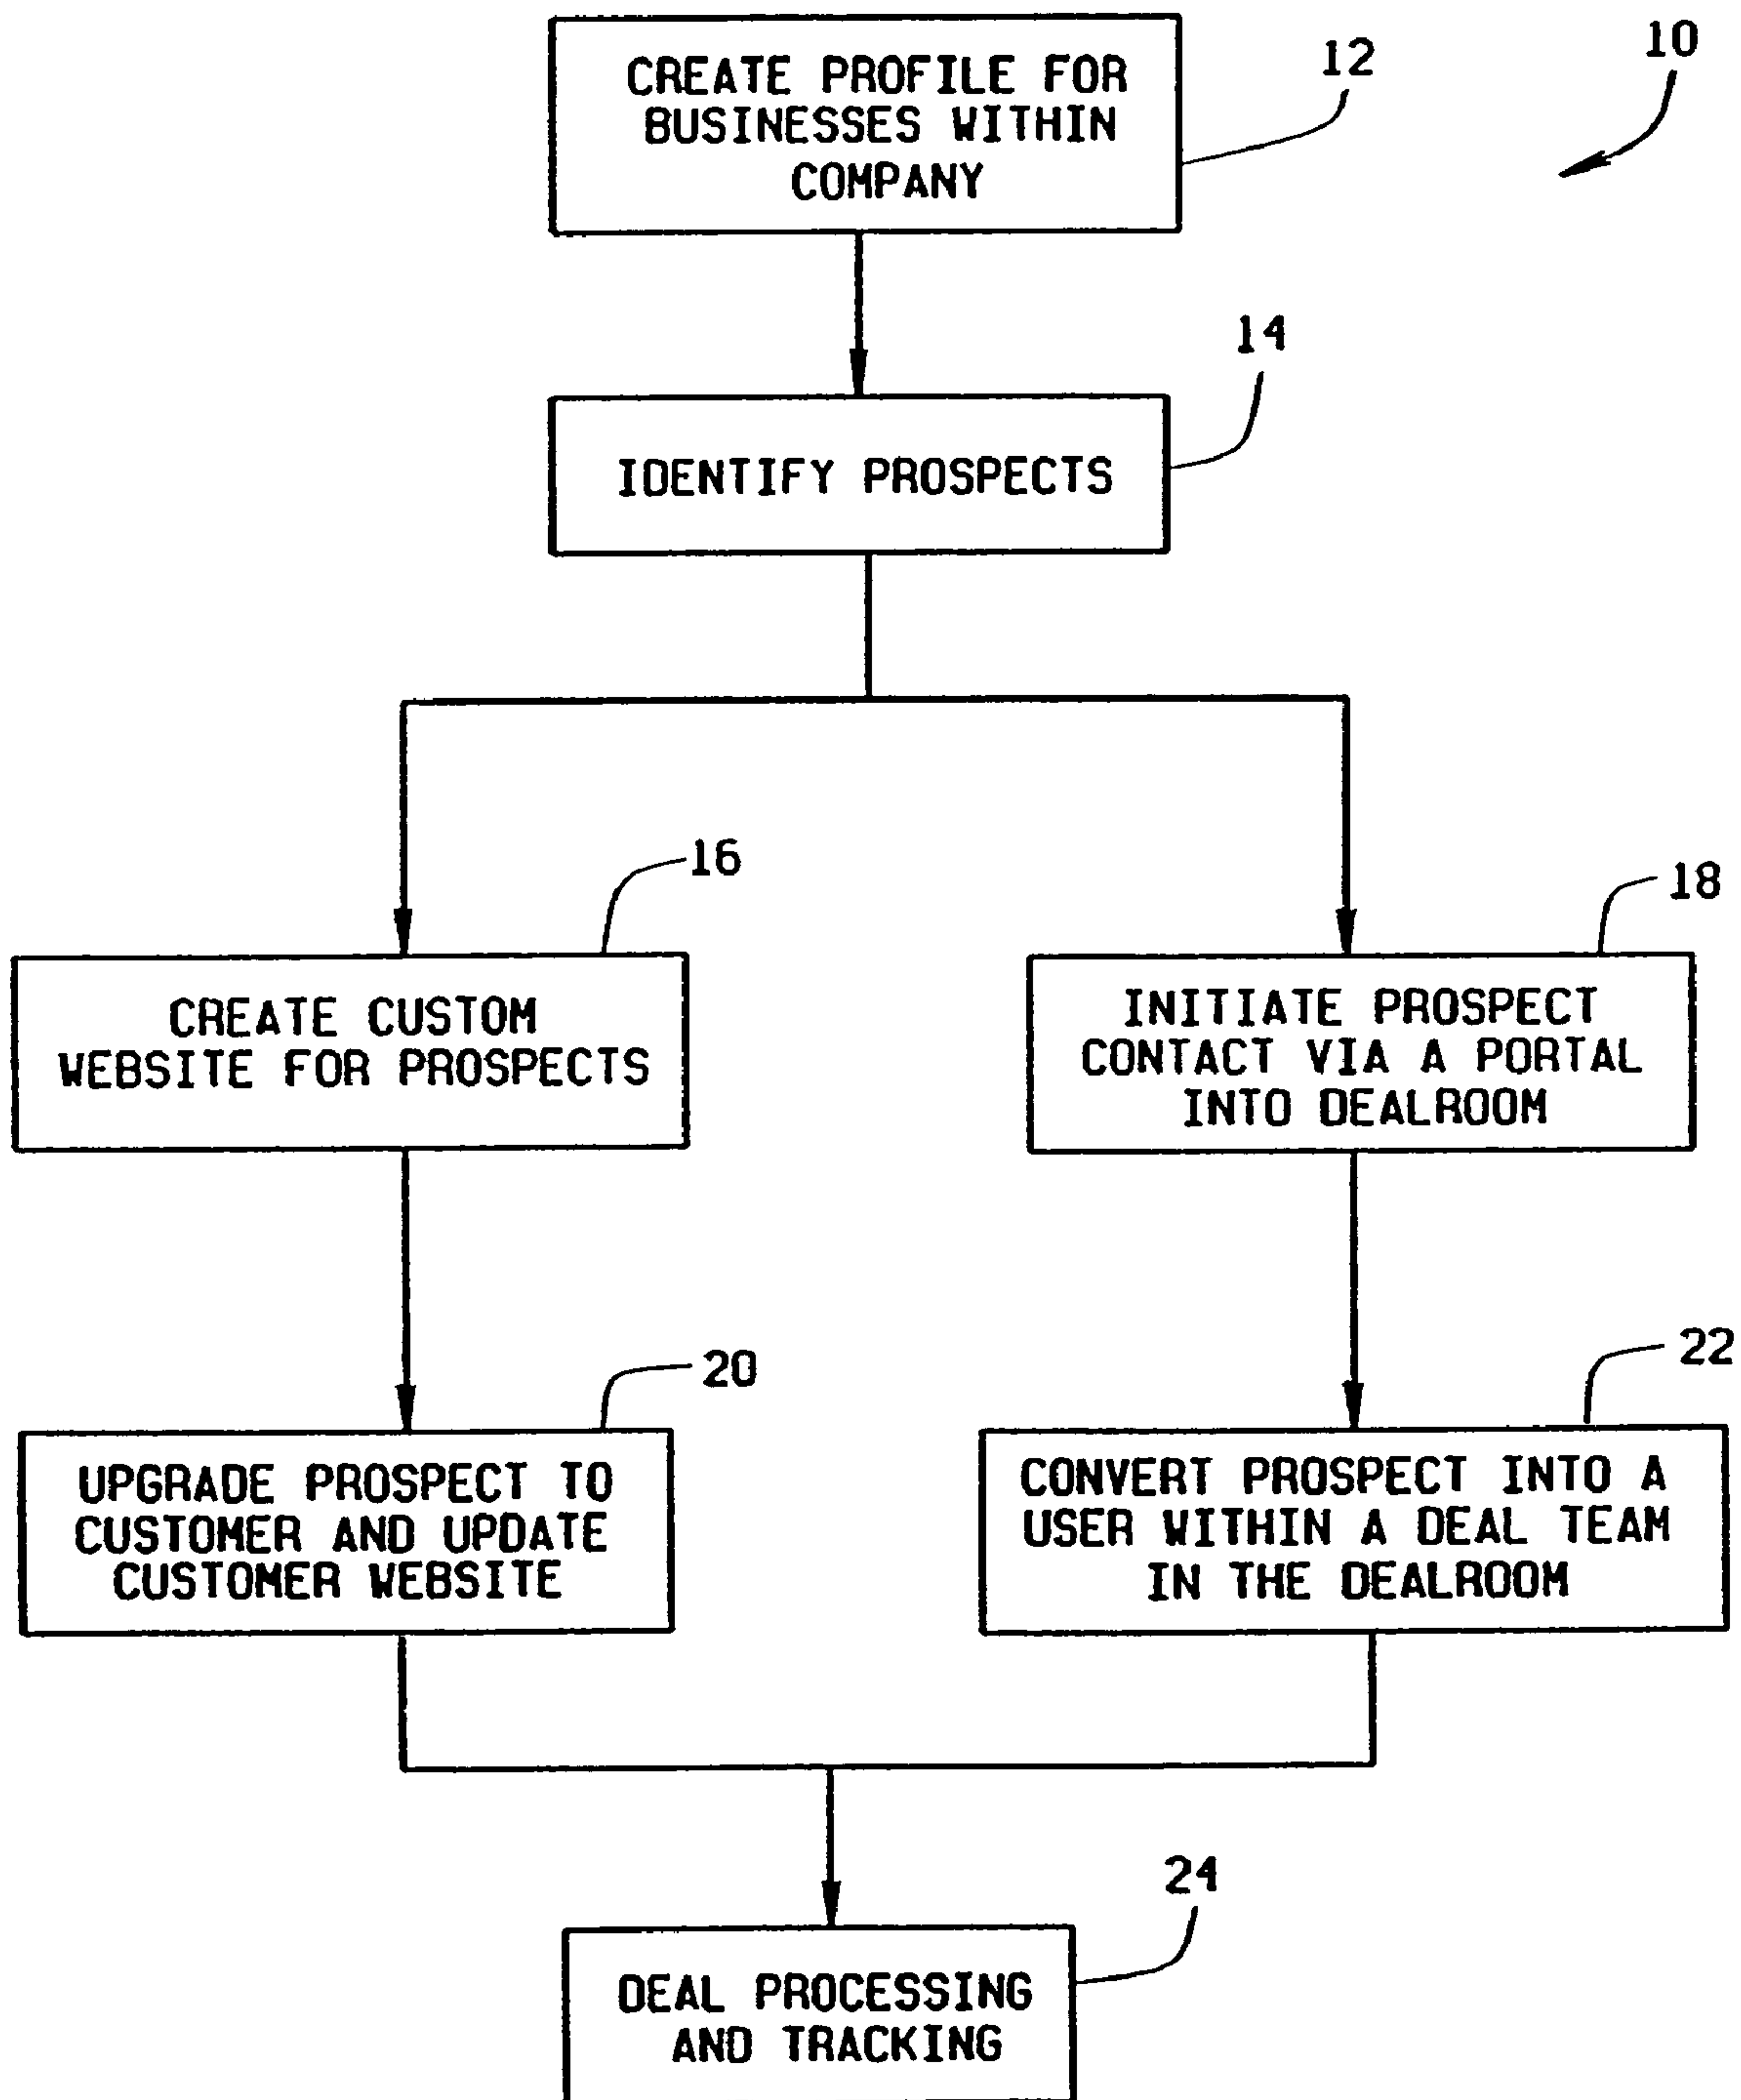 10
12
CREATE PROFILE FOR
BUSINESSES WITHIN
COMPANY
14
IDENTIFY PROSPECTS
16
CREATE CUSTOM
WEBSITE FOR PROSPECTS
18
INITIATE PROSPECT
CONTACT VIA A PORTAL
INTO DEALROOM
20
UPGRADE PROSPECT TO
CUSTOMER AND UPDATE
CUSTOMER WEBSITE
22
CONVERT PROSPECT INTO A
USER WITHIN A DEAL TEAM
IN THE DEALROOM
24
DEAL PROCESSING
AND TRACKING